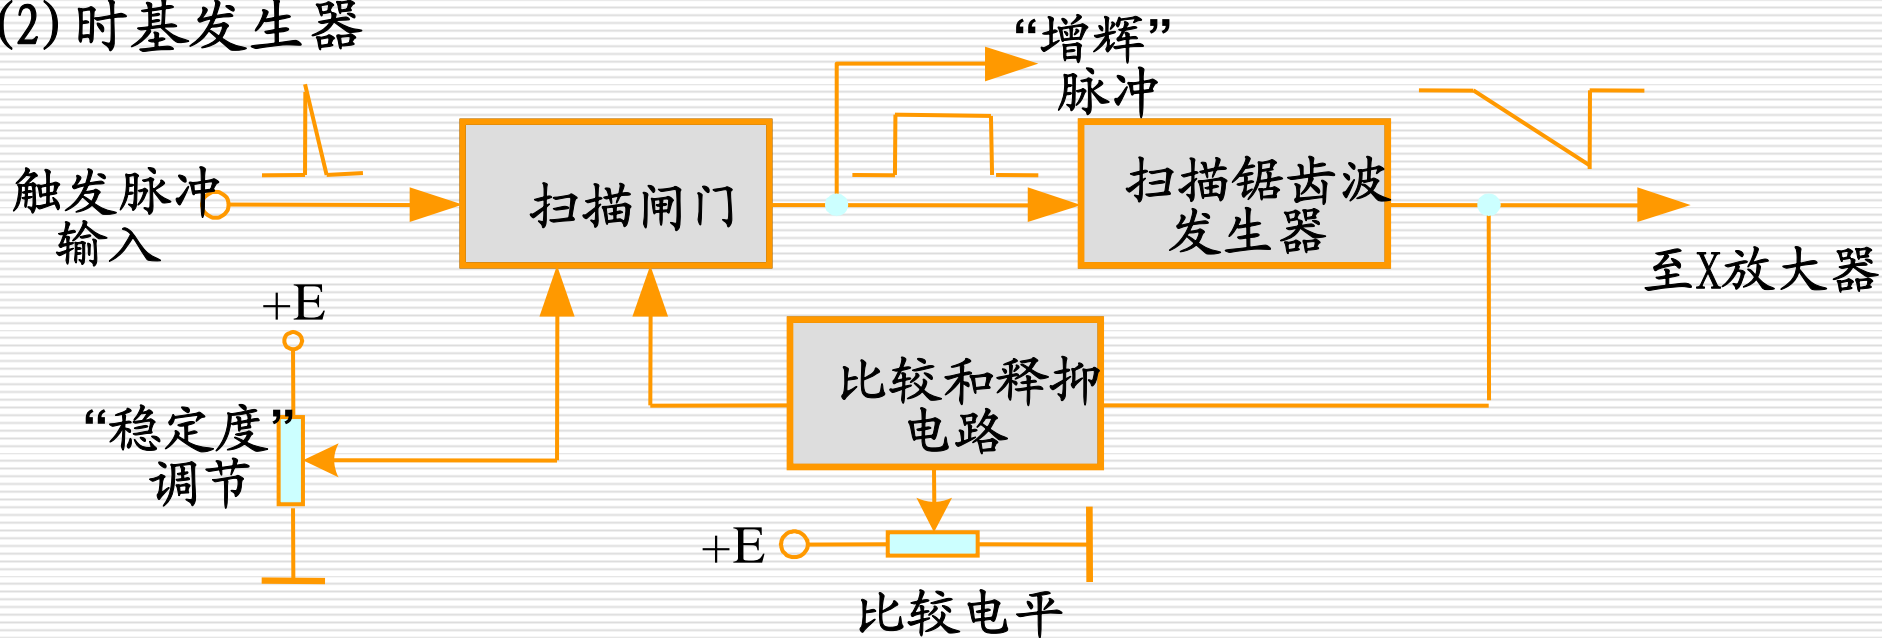 (2)时基发生器
“增辉”
脉冲
触发脉冲
输入
扫描闸门
扫描锯齿波
发生器
至X放大器
+E
“稳定度”
调节
比较和释抑
电路
+E
比较电平